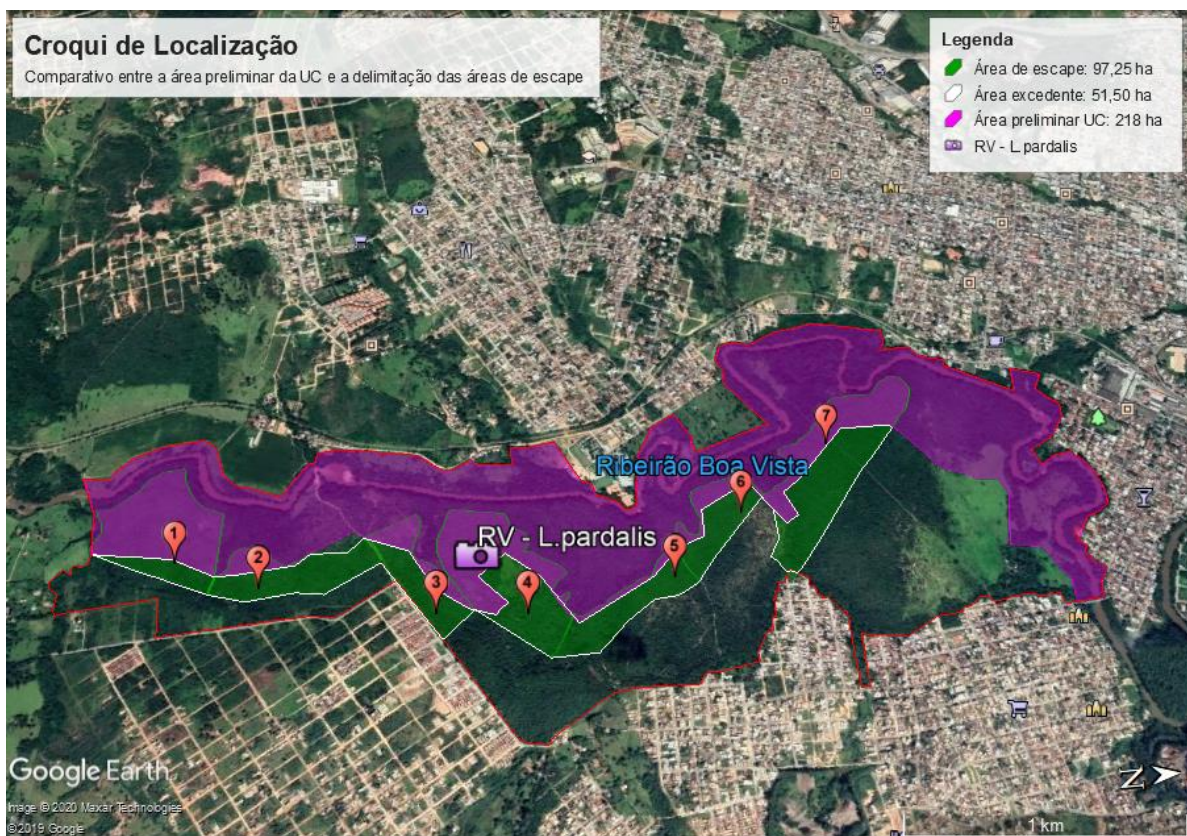 Croqui de Localização
Comparativo entre a área preliminar da UC e a delimitação das áreas de escape
Legenda
Área de escape: 97,25 ha
Área excedente: 51,50 ha
Área preliminar UC: 218 ha
RV - L.pardalis
7
Ribeirão Boa Vista
6
1
RV - L.pardalis
5
2
3
4
Google Earth
Image © 2020 Maxar Technologies
© 2019 Google
N
1 km